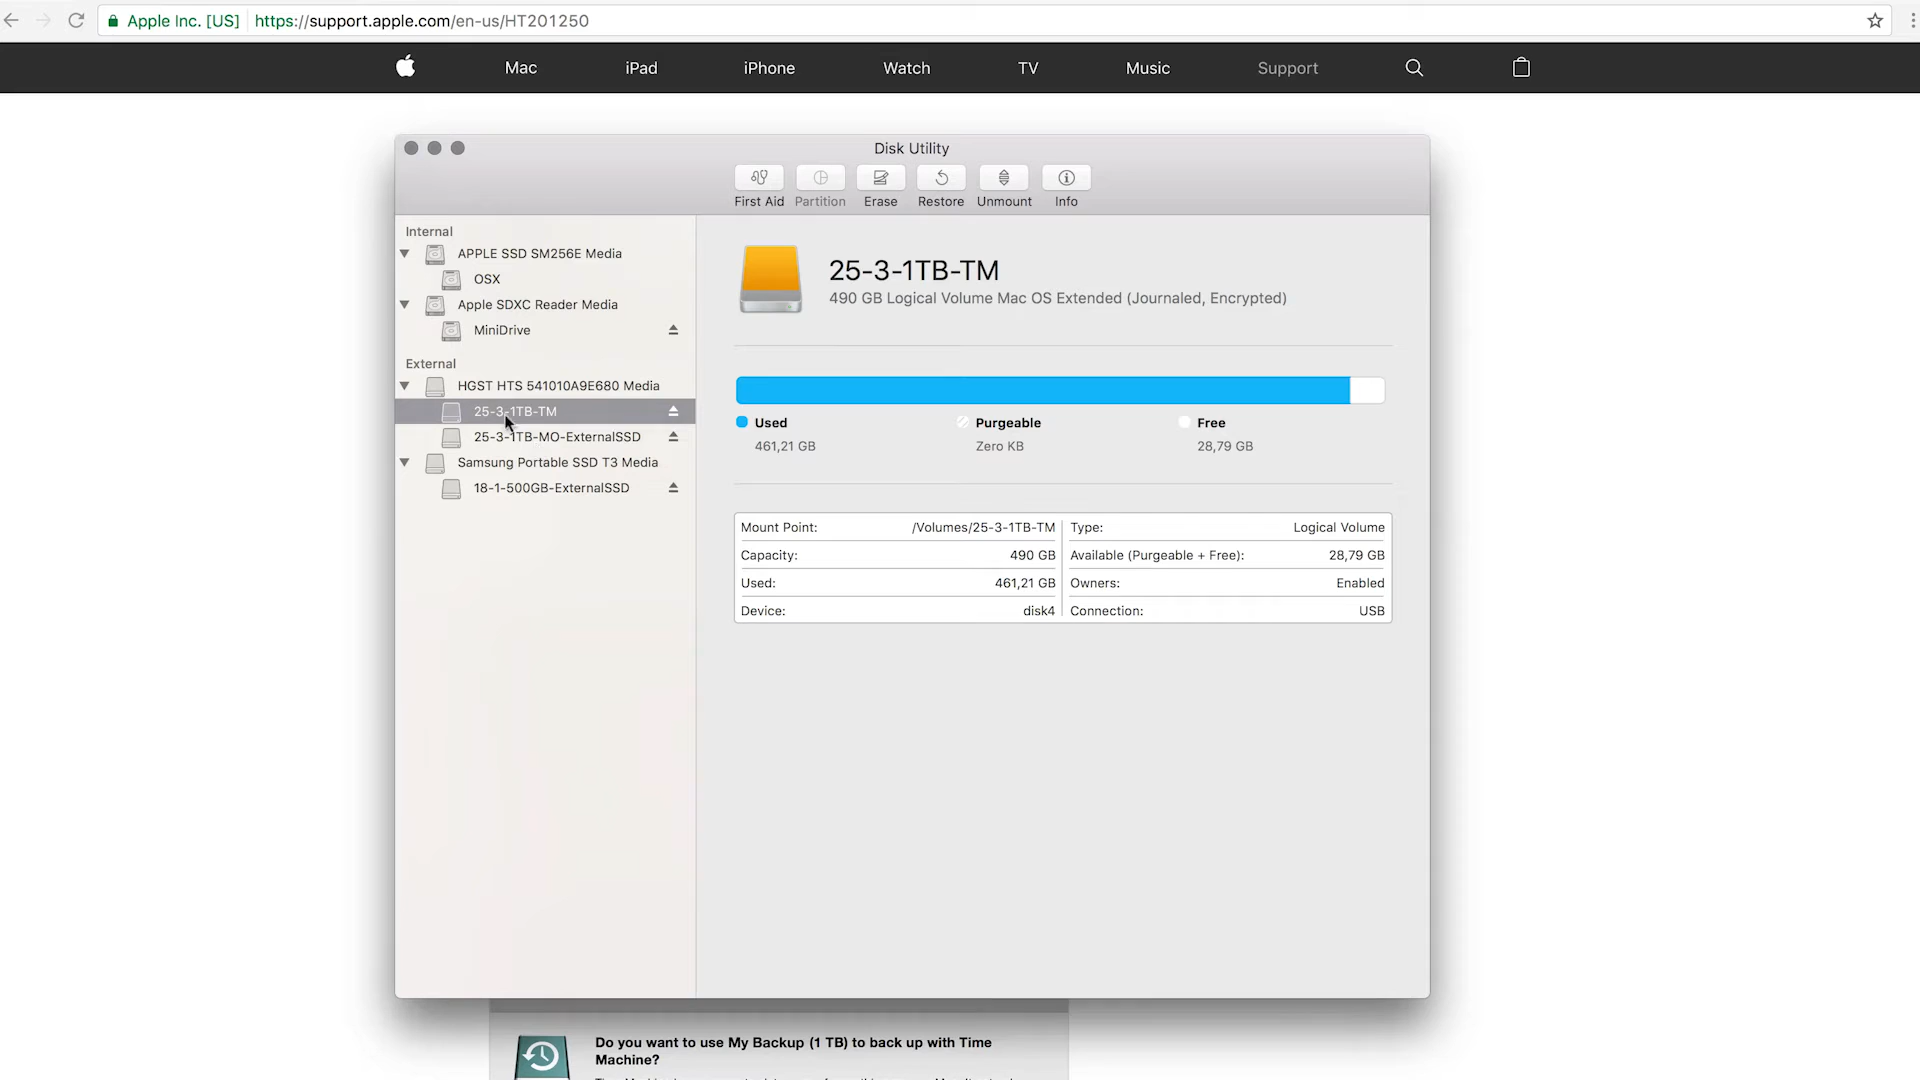 Apple Inc. [US] https://support.apple.com/en-us/HT201250
Mac iPad iPhone Watch TV Music Support
Disk Utility
First Aid Partition Erase Restore Unmount Info
Internal
APPLE SSD SM256E Media
OSX
Apple SDXC Reader Media
MiniDrive
External
HGST HTS 541010A9E680 Media
25-3-1TB-TM
25-3-1TB-MO-ExternalSSD
Samsung Portable SSD T3 Media
18-1-500GB-ExternalSSD
25-3-1TB-TM
490 GB Logical Volume Mac OS Extended (Journaled, Encrypted)
Used Purgeable Free
461,21 GB Zero KB 28,79 GB
Mount Point: /Volumes/25-3-1TB-TM Type: Logical Volume
Capacity: 490 GB Available (Purgeable + Free): 28,79 GB
Used: 461,21 GB Owners: Enabled
Device: disk4 Connection: USB
Do you want to use My Backup (1 TB) to back up with Time
Machine?